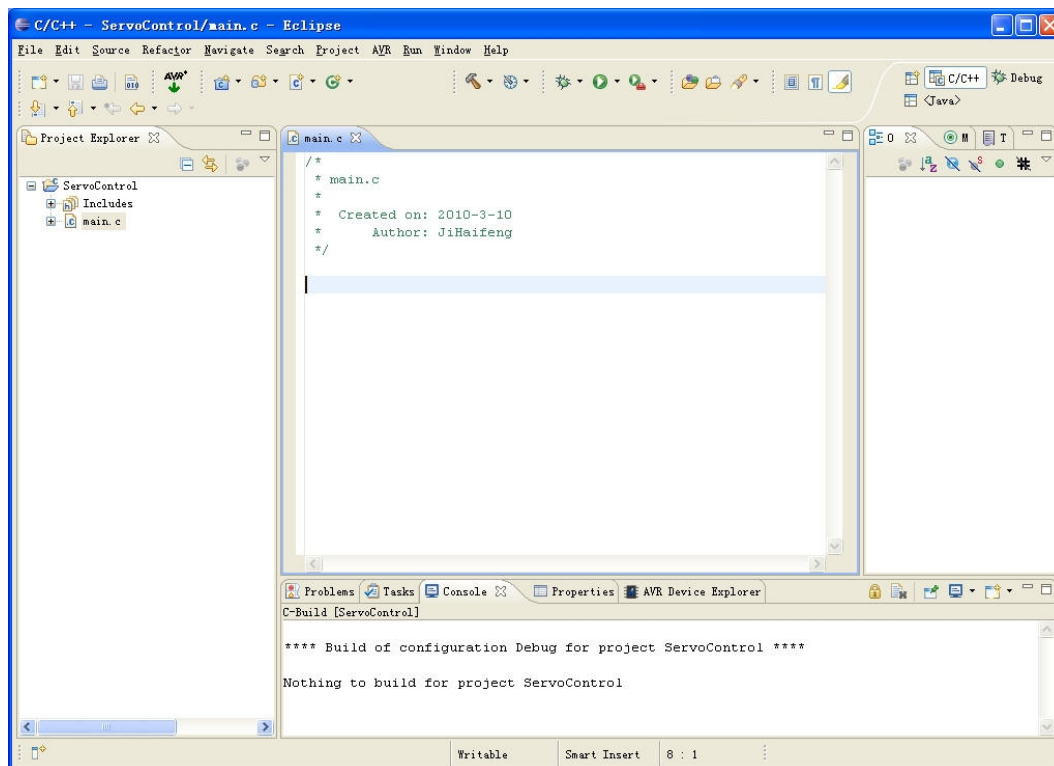 C/C++ - ServoControl/main.c - Eclipse
File Edit Source Refactor Navigate Search Project AVR Run Window Help
AVR
010
C/C++ Debug
<Java>
Project Explorer
main.c
O M T
ServoControl
Includes
main.c
/*
* main.c
*
* Created on: 2010-3-10
* Author: JiHaifeng
*/
Problems Tasks Console Properties AVR Device Explorer
C-Build [ServoControl]
**** Build of configuration Debug for project ServoControl ****
Nothing to build for project ServoControl
Writable Smart Insert 8 : 1